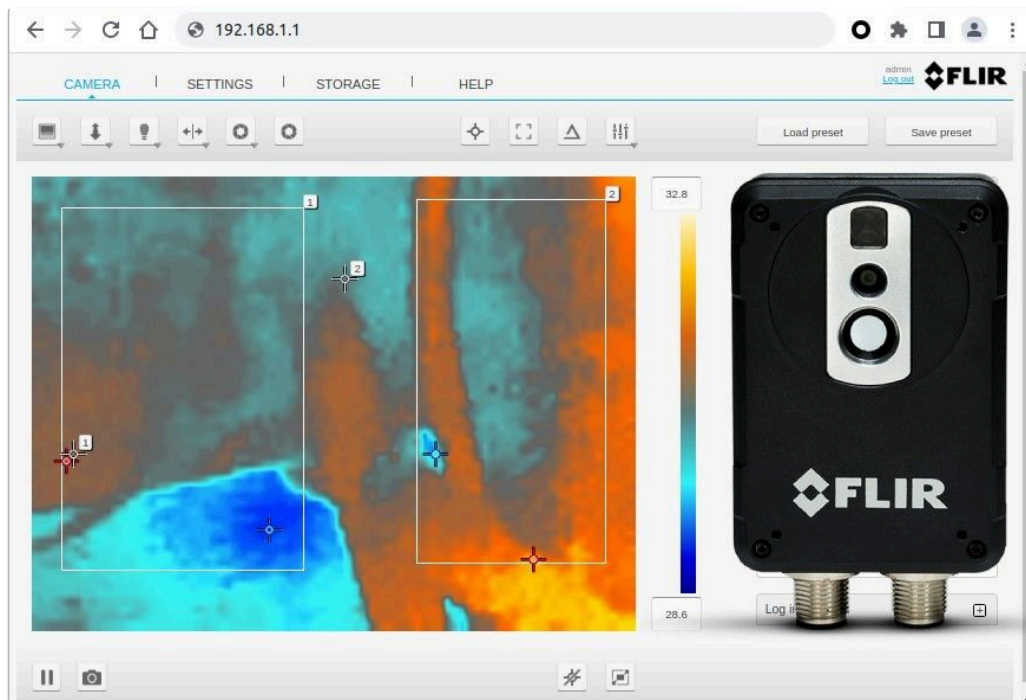 192.168.1.1
CAMERA | SETTINGS | STORAGE | HELP
admin
Log out
FLIR
Load preset
Save preset
1
2
32.8
2
1
FLIR
28.6
Log i